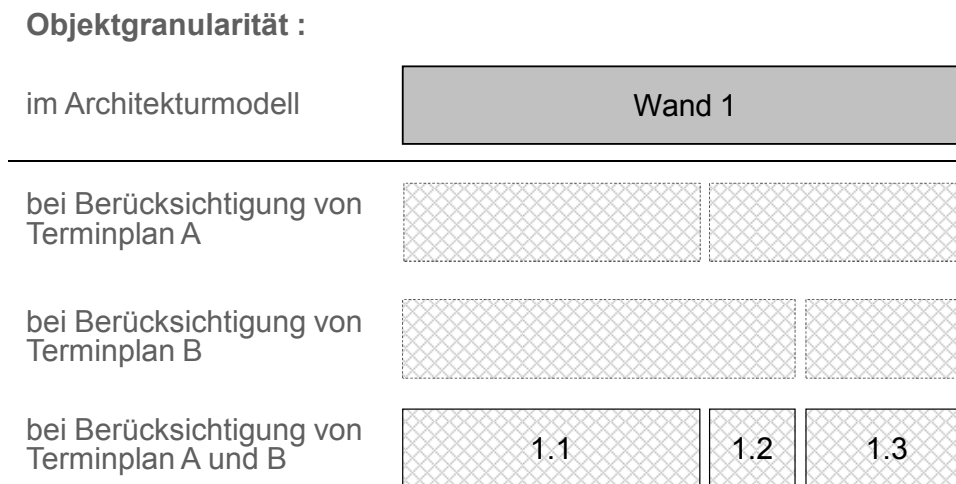 Objektgranularität :
im Architekturmodell
Wand 1
bei Berücksichtigung von
Terminplan A
bei Berücksichtigung von
Terminplan B
bei Berücksichtigung von
Terminplan A und B
1.1
1.2
1.3